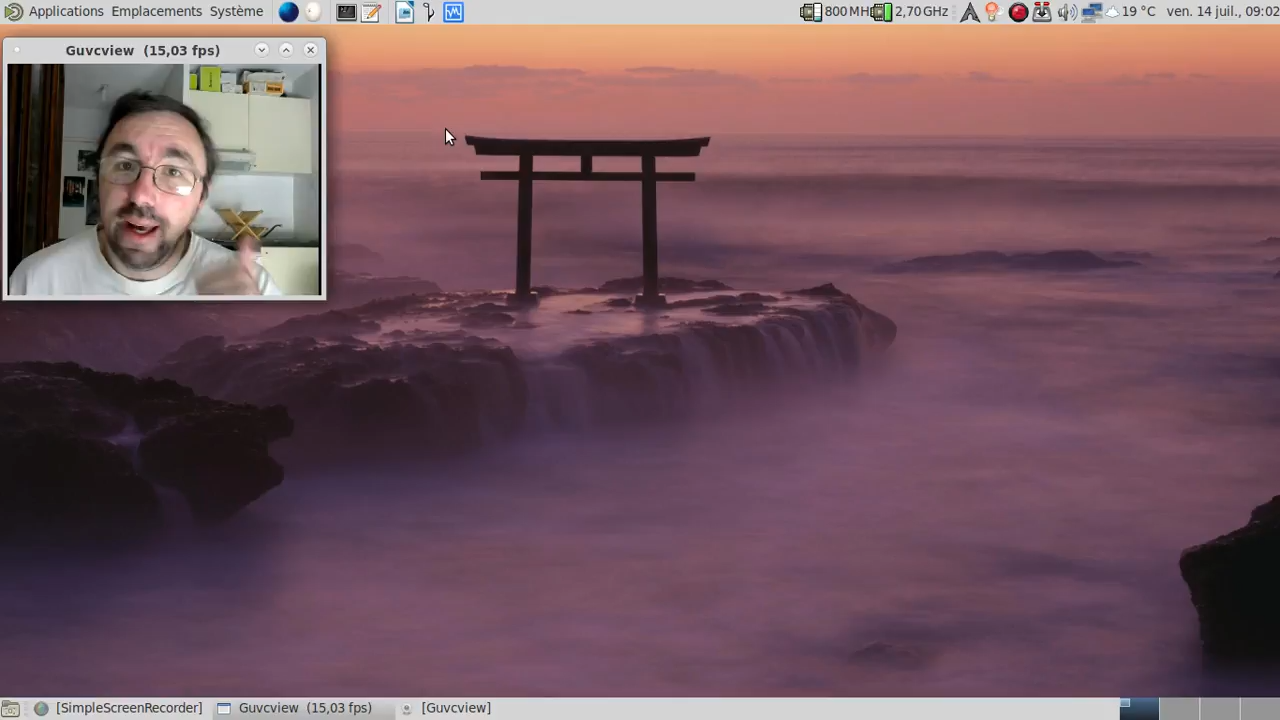 Applications Emplacements Système 800 MH 2,70 GHz 19 °C ven. 14 juil., 09:02
Guvcview (15,03 fps)
[SimpleScreenRecorder] Guvcview (15,03 fps) [Guvcview]